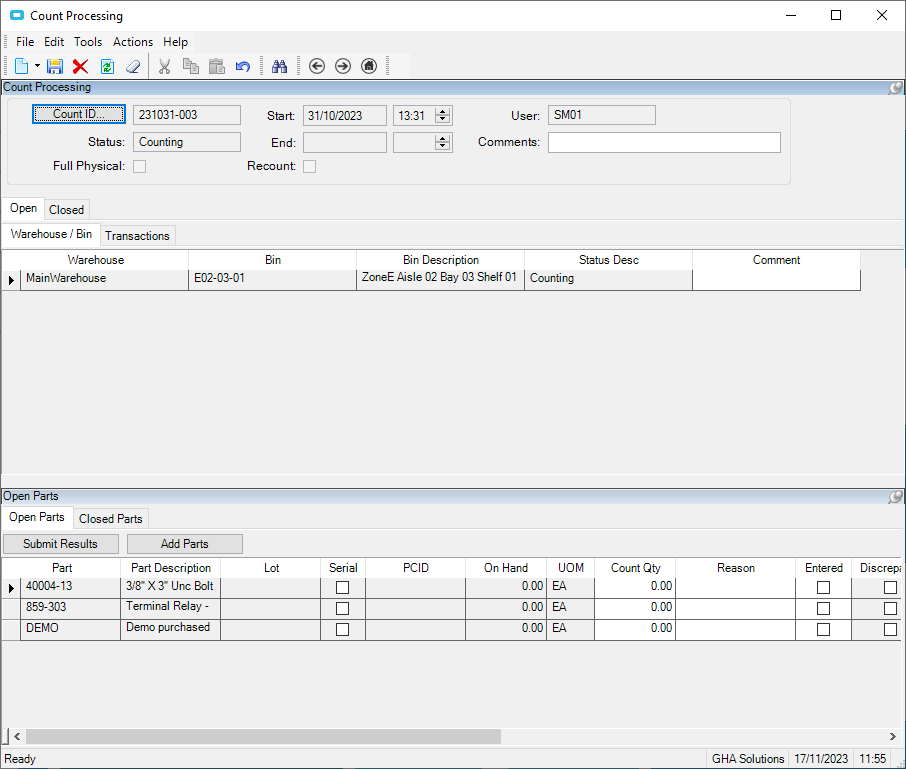 Count Processing
File Edit Tools Actions Help
Count Processing
Count ID... 231031-003 Start: 31/10/2023 13:31 User: SM01
Status: Counting End: Comments:
Full Physical: Recount:
Open Closed
Warehouse / Bin Transactions
Warehouse Bin Bin Description Status Desc Comment
MainWarehouse E02-03-01 ZoneE Aisle 02 Bay 03 Shelf 01 Counting
Open Parts
Open Parts Closed Parts
Submit Results Add Parts
Part Part Description Lot Serial PCID On Hand UOM Count Qty Reason Entered Discrepa
40004-13 3/8" X 3" Unc Bolt 0.00 EA 0.00
859-303 Terminal Relay - 0.00 EA 0.00
DEMO Demo purchased 0.00 EA 0.00
Ready GHA Solutions 17/11/2023 11:55